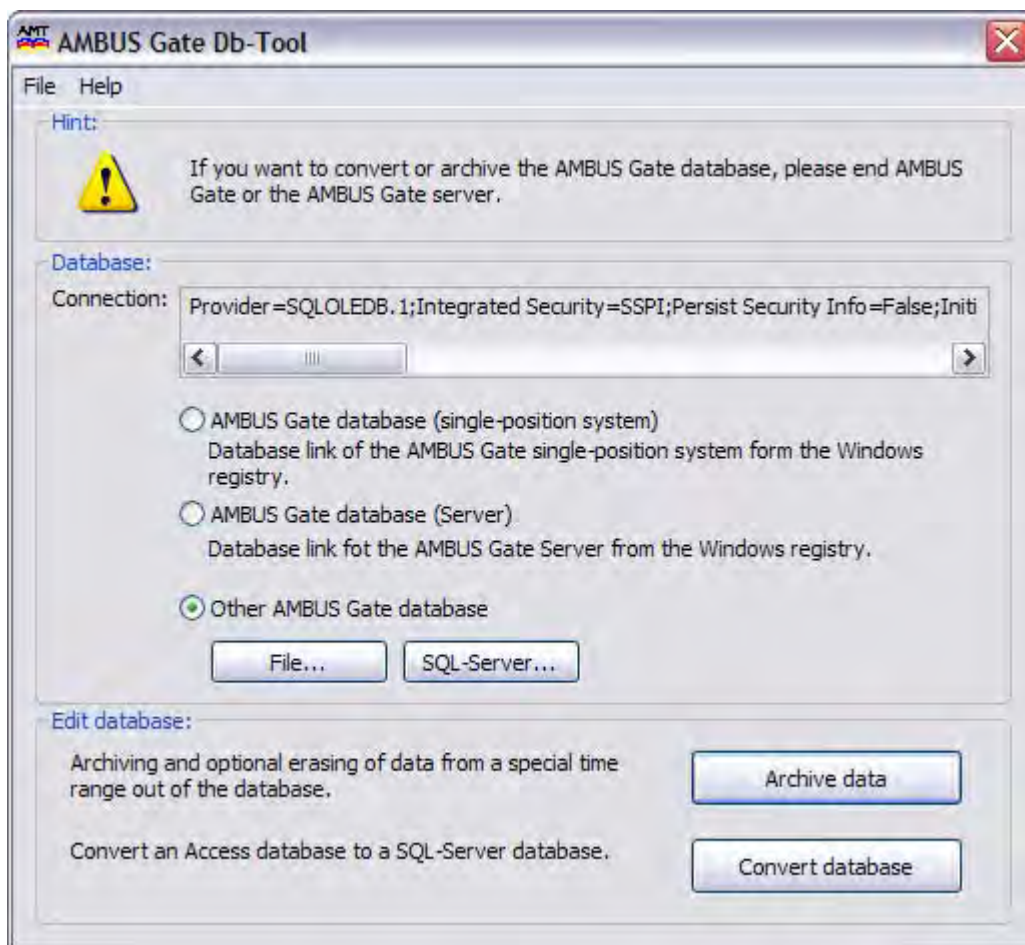 AMT
AMBUS Gate Db-Tool
File Help
Hint:
If you want to convert or archive the AMBUS Gate database, please end AMBUS
Gate or the AMBUS Gate server.
Database:
Connection:
Provider=SQLOLEDB.1;Integrated Security=SSPI;Persist Security Info=False;Initi
AMBUS Gate database (single-position system)
Database link of the AMBUS Gate single-position system form the Windows
registry.
AMBUS Gate database (Server)
Database link fot the AMBUS Gate Server from the Windows registry.
Other AMBUS Gate database
File... SQL-Server...
Edit database:
Archiving and optional erasing of data from a special time
range out of the database.
Archive data
Convert an Access database to a SQL-Server database.
Convert database